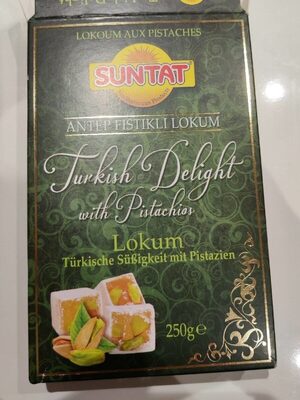 LOKOUM AUX PISTACHES
SUNTAT
ANTEP FISTIKLI LOKUM
Turkish Delight
with Pistachios
Lokum
Türkische Süßigkeit mit Pistazien
250g e